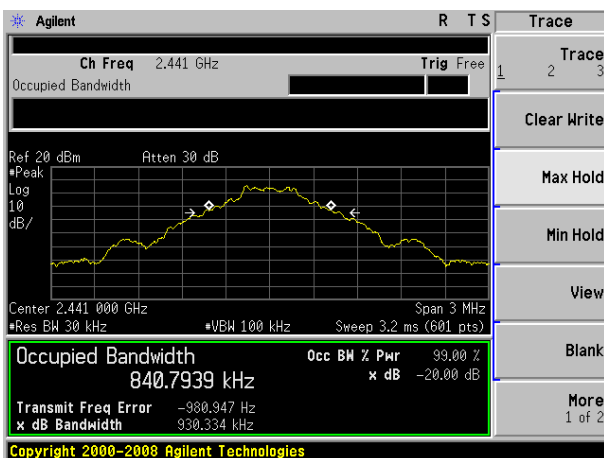 Agilent R T S Trace
Ch Freq 2.441 GHz Trig Free
Occupied Bandwidth
Trace
1 2 3
Clear Write
Max Hold
Min Hold
View
Blank
More
1 of 2
Ref 20 dBm Atten 30 dB
#Peak
Log
10
dB/
Center 2.441 000 GHz Span 3 MHz
#Res BW 30 kHz #VBW 100 kHz Sweep 3.2 ms (601 pts)
Occupied Bandwidth Occ BW % Pwr 99.00 %
840.7939 kHz x dB -20.00 dB
Transmit Freq Error -980.947 Hz
x dB Bandwidth 930.334 kHz
Copyright 2000-2008 Agilent Technologies